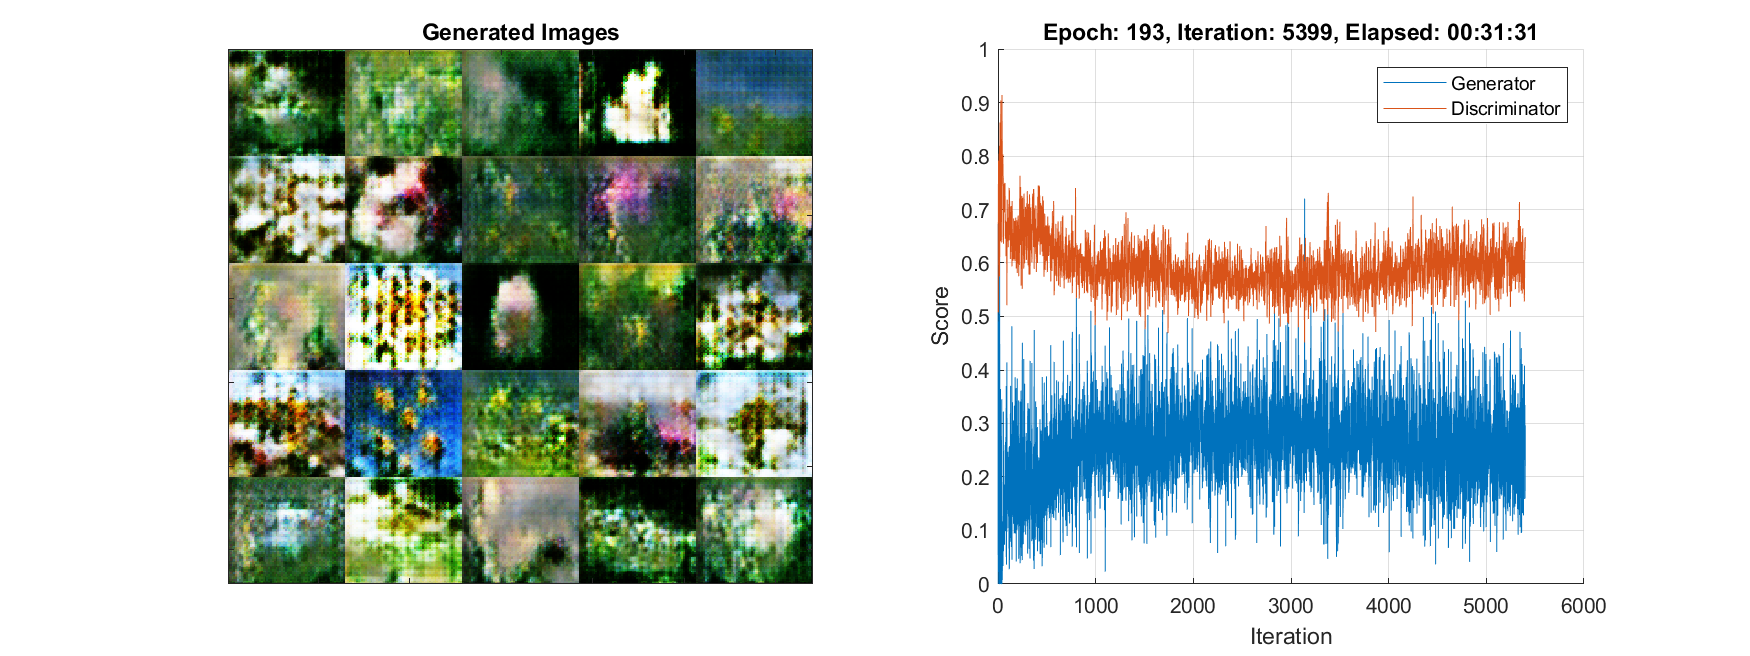 Generated Images
Epoch: 193, Iteration: 5399, Elapsed: 00:31:31
Generator
Discriminator
1
0.9
0.8
0.7
0.6
0.5
0.4
0.3
0.2
0.1
0
Score
0 1000 2000 3000 4000 5000 6000
Iteration